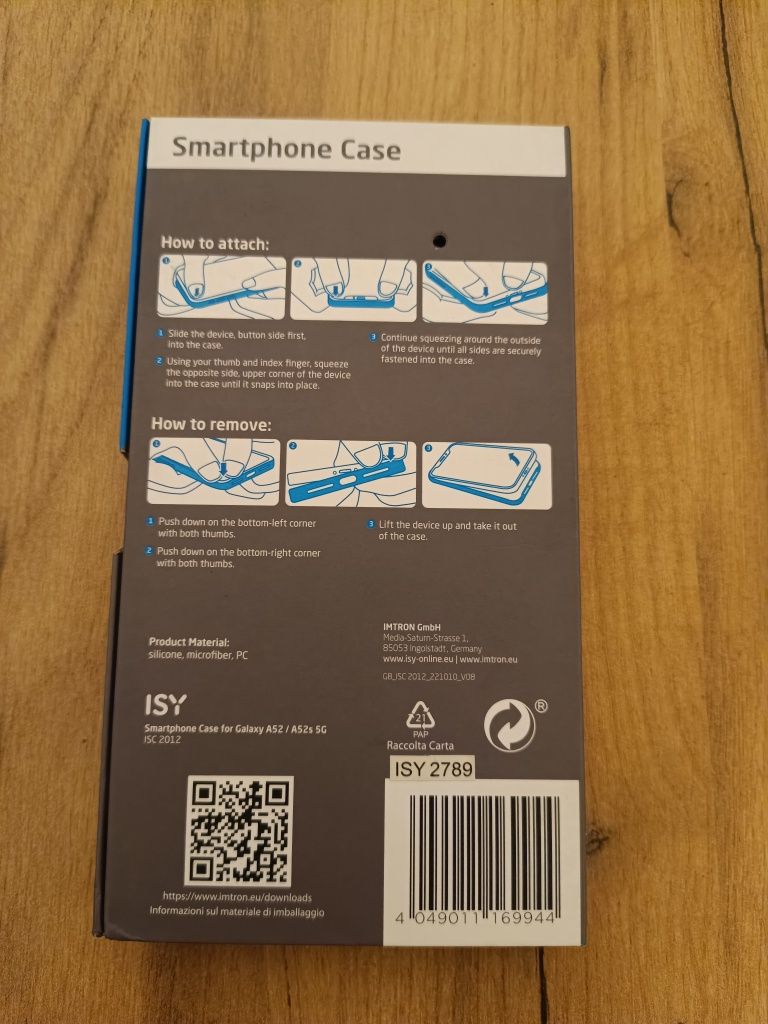 Smartphone Case
How to attach:
1
2
3
1 Slide the device, button side first,
into the case.
2 Using your thumb and index finger, squeeze
the opposite side, upper corner of the device
into the case until it snaps into place.
3 Continue squeezing around the outside
of the device until all sides are securely
fastened into the case.
How to remove:
1
2
3
1 Push down on the bottom-left corner
with both thumbs.
2 Push down on the bottom-right corner
with both thumbs.
3 Lift the device up and take it out
of the case.
Product Material:
silicone, microfiber, PC
IMTRON GmbH
Media-Saturn-Strasse 1,
85053 Ingolstadt, Germany
www.isy-online.eu | www.imtron.eu
GB_ISC 2012_221010_V08
ISY
Smartphone Case for Galaxy A52 / A52s 5G
ISC 2012
21
PAP
Raccolta Carta
®
ISY 2789
https://www.imtron.eu/downloads
Informazioni sul materiale di imballaggio
4 049011 169944